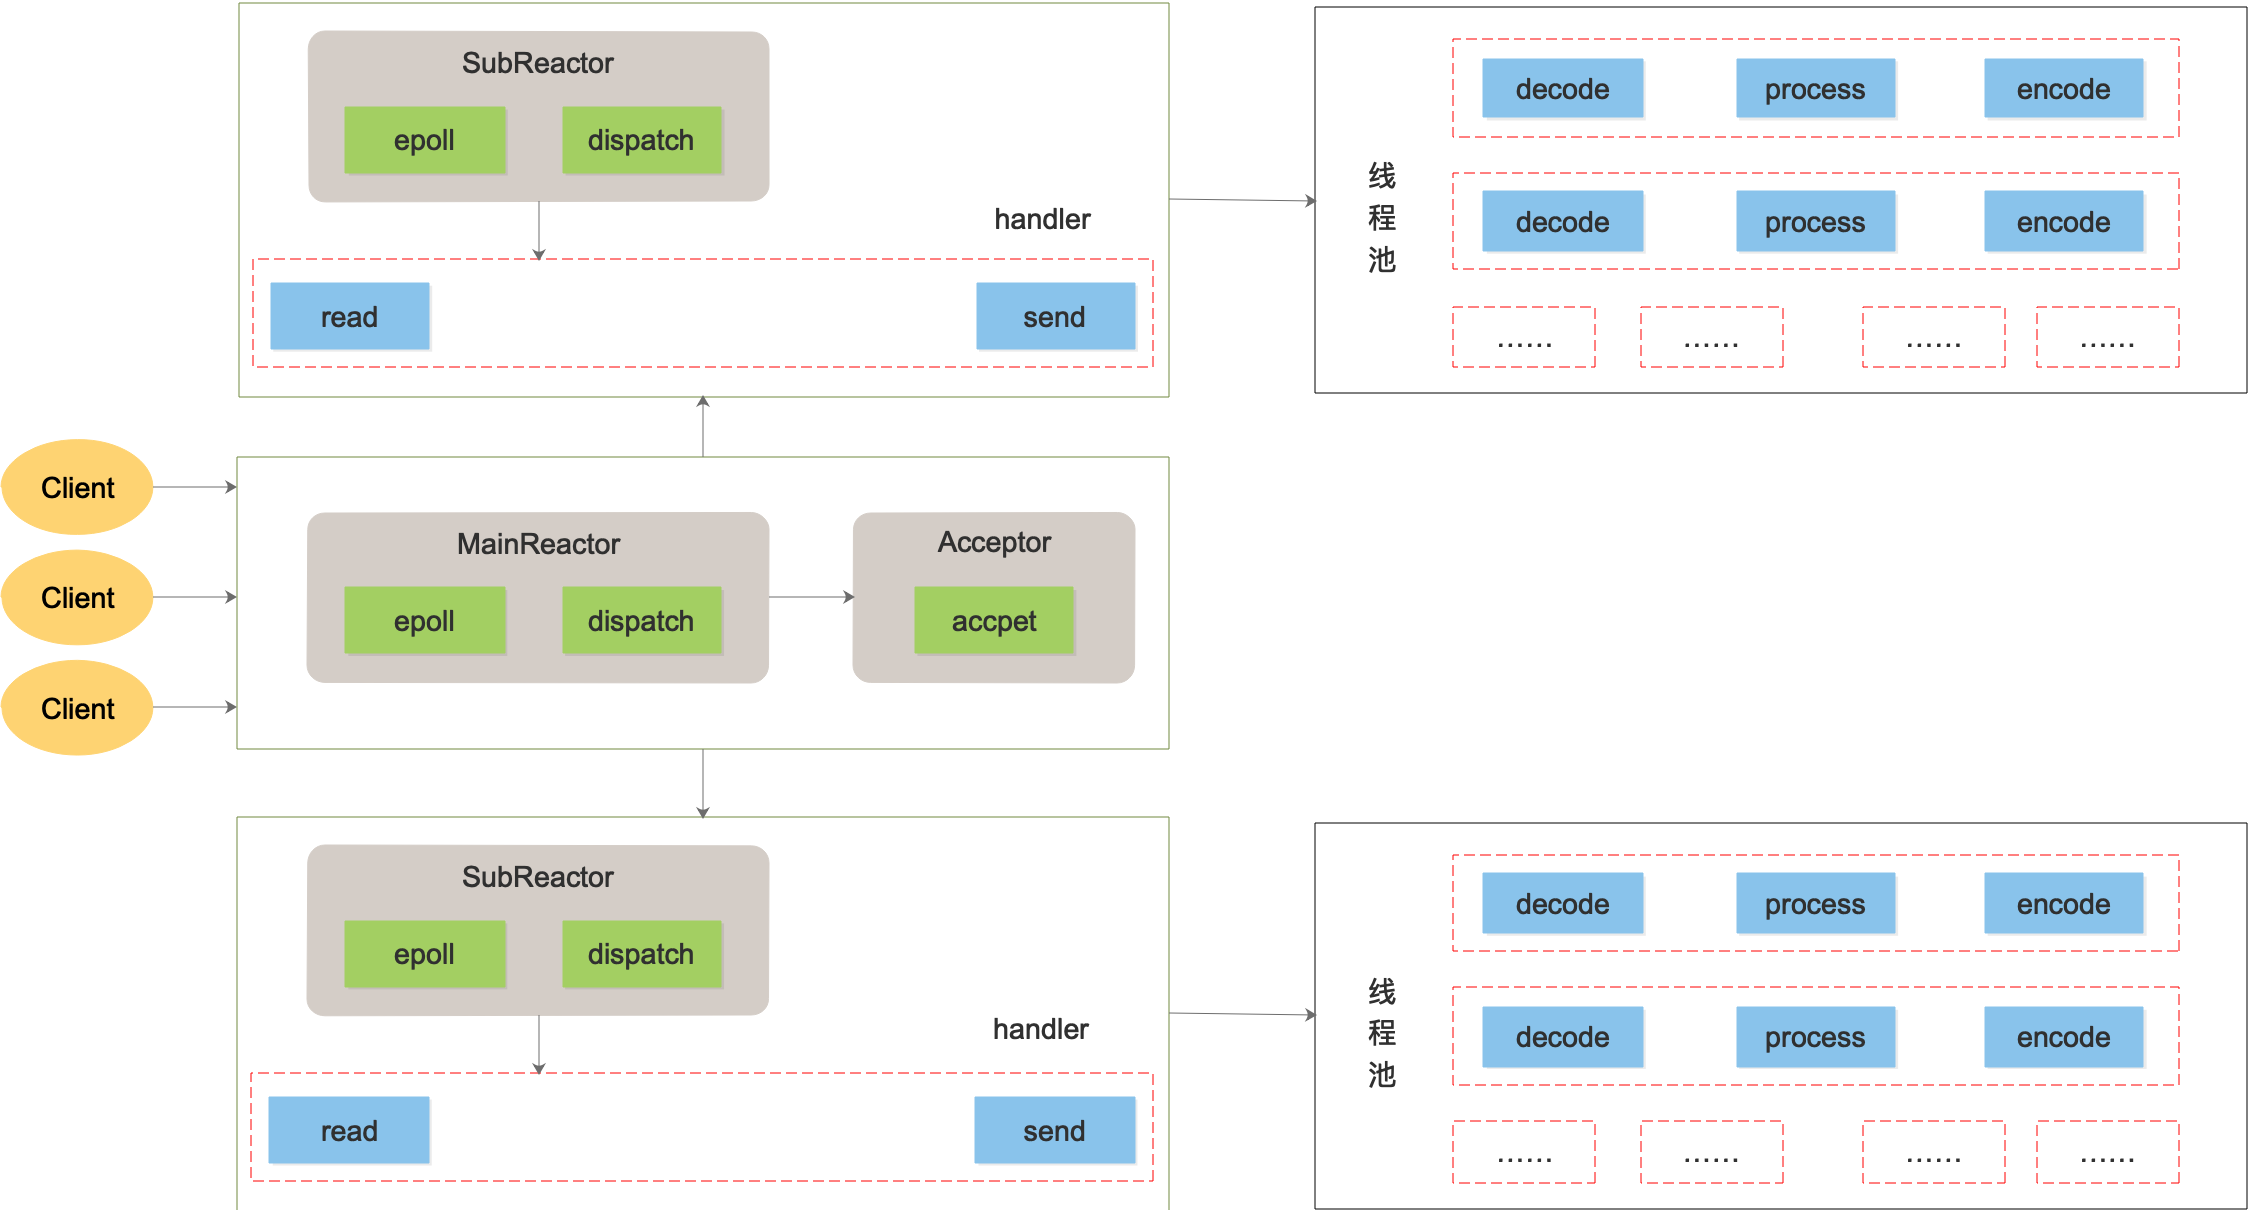 SubReactor
epoll
dispatch
handler
read
send
线
程
池
decode
process
encode
decode
process
encode
......
......
......
......
Client
Client
Client
MainReactor
epoll
dispatch
Acceptor
accpet
SubReactor
epoll
dispatch
handler
read
send
线
程
池
decode
process
encode
decode
process
encode
......
......
......
......